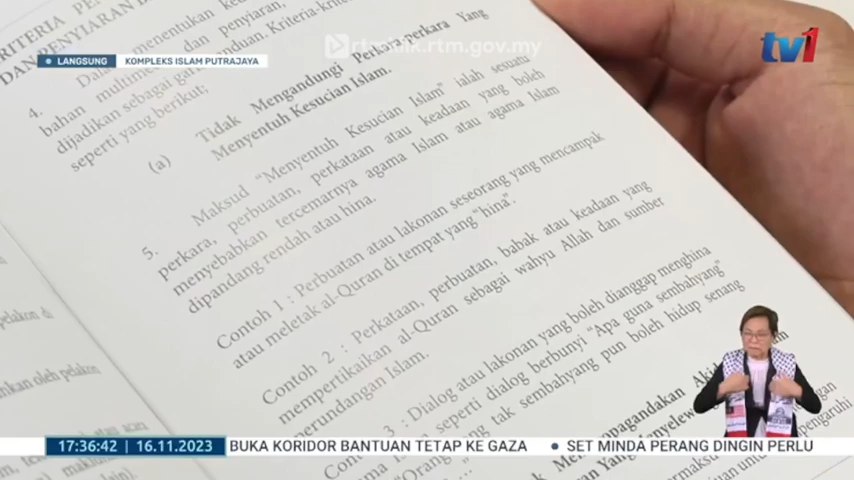 rtmklik.rtm.gov.my
tv1
LANGSUNG
KOMPLEKS ISLAM PUTRAJAYA
DAN PENYIARAN
4. menentukan
bahan multimedia dan penyiaran,
dijadikan sebagai panduan. Kriteria-
seperti yang berikut;
(a) Tidak Mengandungi Perkara-perkara Yang
Menyentuh Kesucian Islam.
5. Maksud "Menyentuh Kesucian Islam" ialah sesuatu
perkara, perbuatan, perkataan atau keadaan yang boleh
menyebabkan tercemarnya agama Islam atau agama Islam
dipandang rendah atau hina.
Contoh 1 : Perbuatan atau lakonan seseorang yang mencampak
atau meletak al-Quran di tempat yang "hina".
Contoh 2 : Perkataan, perbuatan, babak atau keadaan yang
mempertikaikan al-Quran sebagai wahyu Allah dan sumber
perundangan Islam.
3 : Dialog atau lakonan yang boleh dianggap menghina
seperti dialog berbunyi "Apa guna sembahyang"
"Orang tak sembahyang pun boleh hidup senang
17:36:42 | 16.11.2023
BUKA KORIDOR BANTUAN TETAP KE GAZA • SET MINDA PERANG DINGIN PERLU